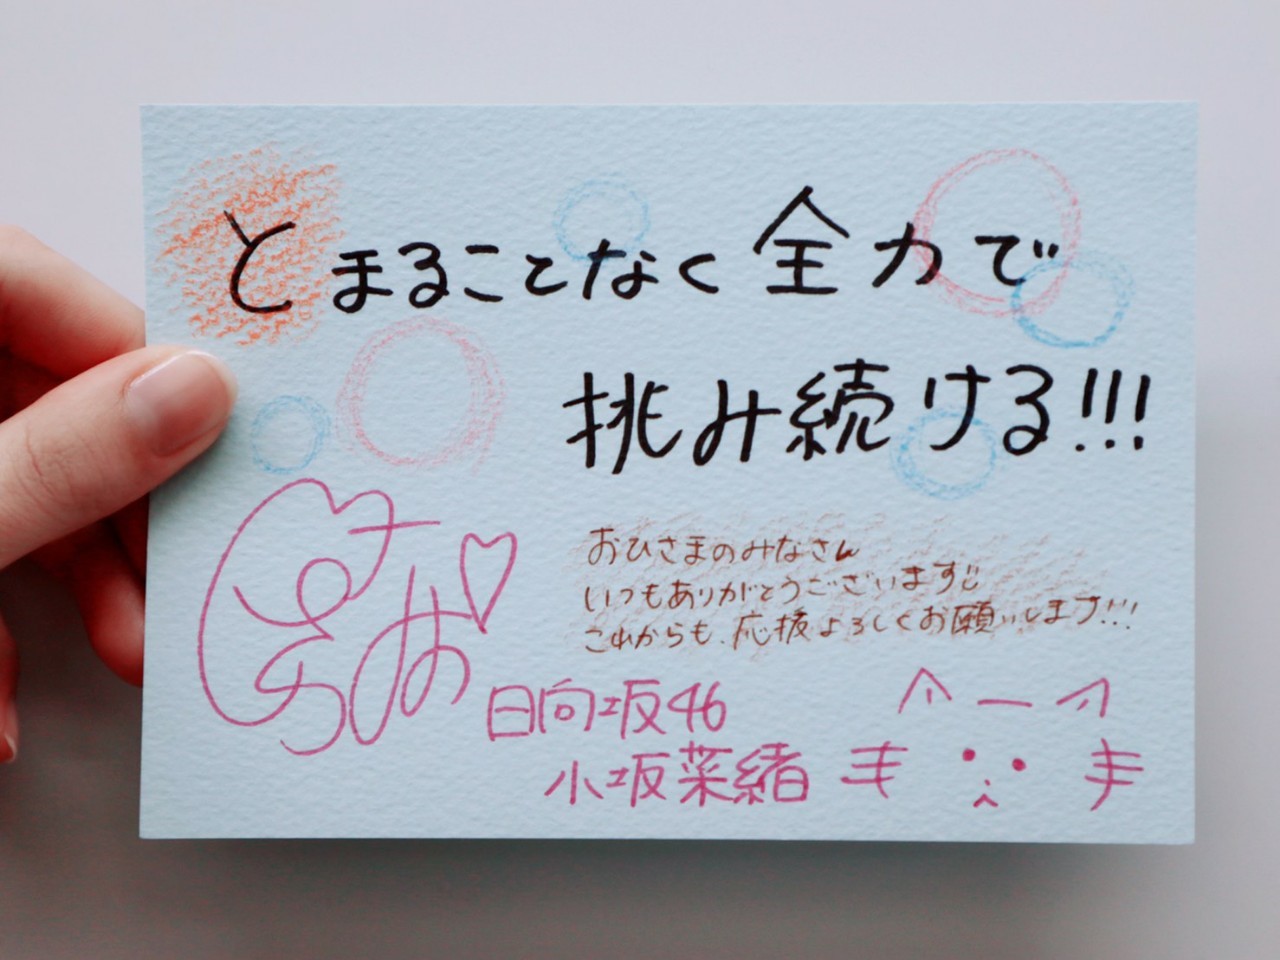 とまることなく全力で
挑み続ける!!!
おひさまのみなさん
いつもありがとうございます
これからも、応援よろしくお願いします!!!
日向坂46
小坂菜緒